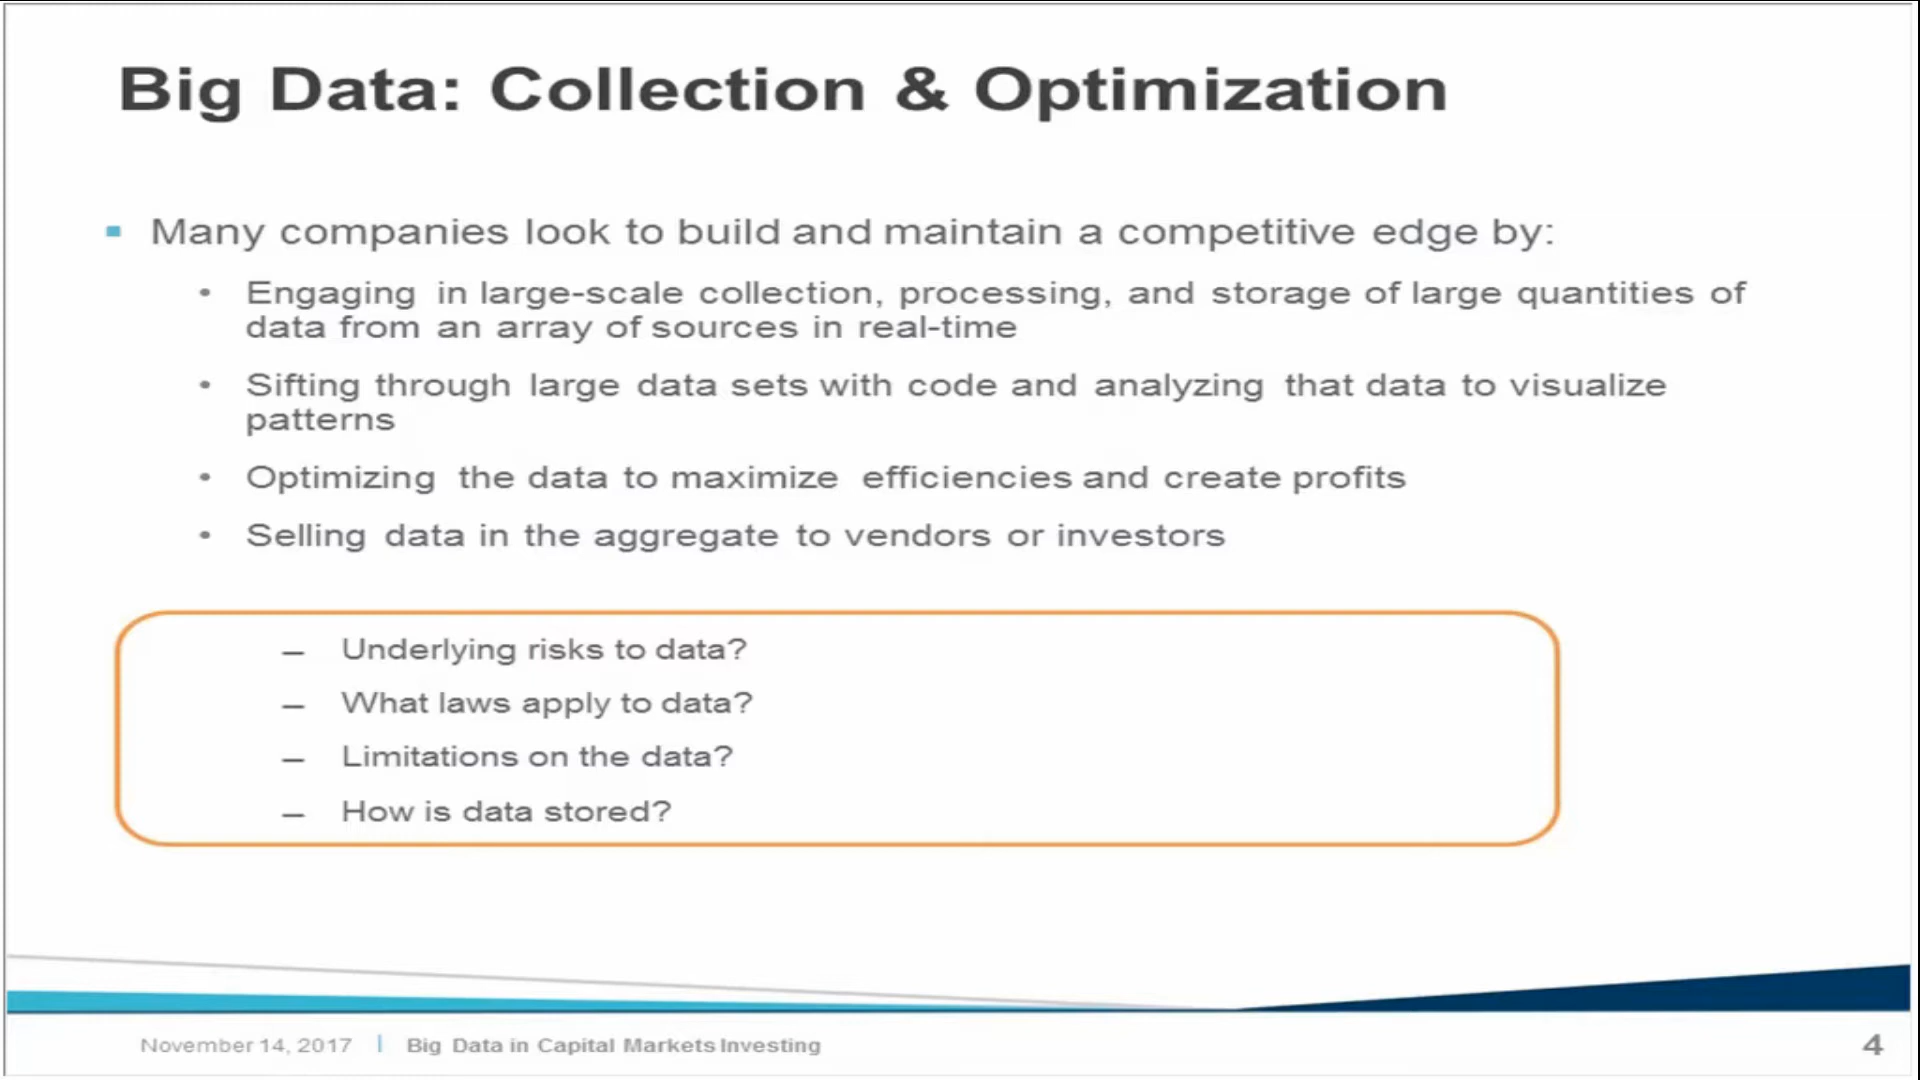 Big Data: Collection & Optimization
Many companies look to build and maintain a competitive edge by:
• Engaging in large-scale collection, processing, and storage of large quantities of
data from an array of sources in real-time
• Sifting through large data sets with code and analyzing that data to visualize
patterns
• Optimizing the data to maximize efficiencies and create profits
• Selling data in the aggregate to vendors or investors
– Underlying risks to data?
– What laws apply to data?
– Limitations on the data?
– How is data stored?
November 14, 2017 | Big Data in Capital Markets Investing 4